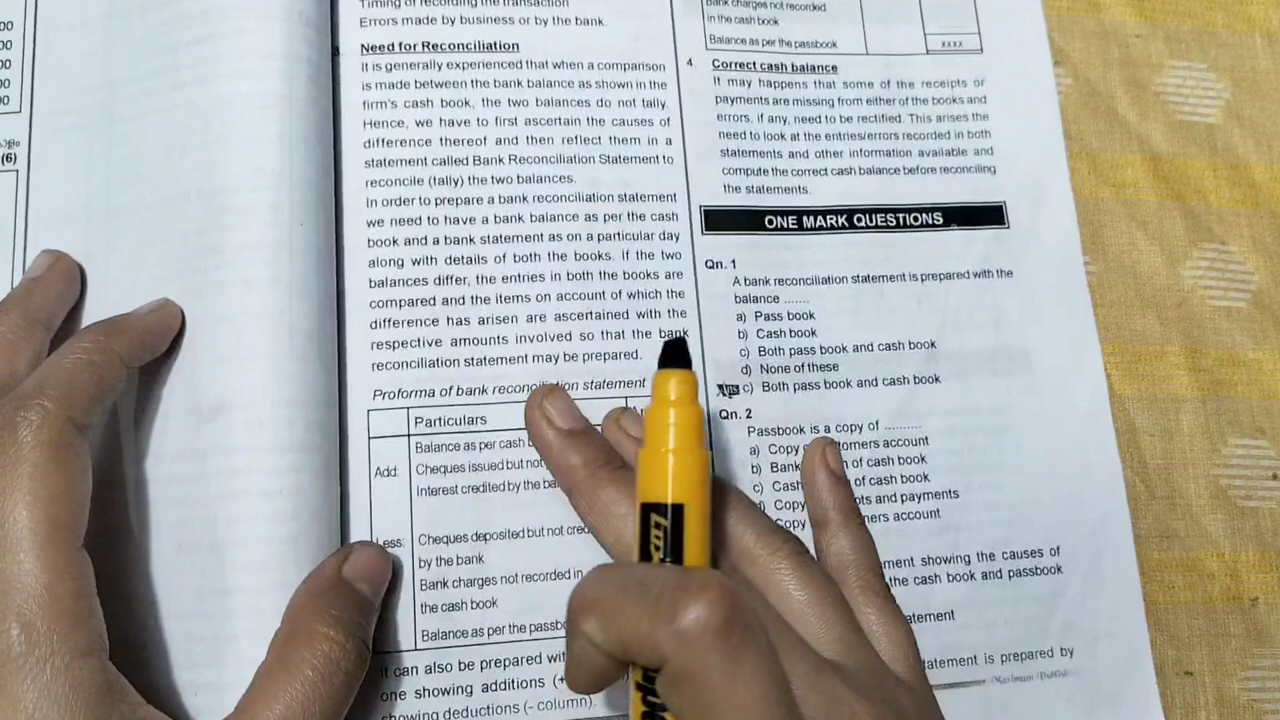 00
00
00
00
0
(6)
Timing of recording the transaction
Errors made by business or by the bank.
Need for Reconciliation
It is generally experienced that when a comparison
is made between the bank balance as shown in the
firm's cash book, the two balances do not tally.
Hence, we have to first ascertain the causes of
difference thereof and then reflect them in a
statement called Bank Reconciliation Statement to
reconcile (tally) the two balances.
In order to prepare a bank reconciliation statement
we need to have a bank balance as per the cash
book and a bank statement as on a particular day
along with details of both the books. If the two
balances differ, the entries in both the books are
compared and the items on account of which the
difference has arisen are ascertained with the
respective amounts involved so that the bank
reconciliation statement may be prepared.
Proforma of bank reconciliation statement
Particulars
Balance as per cash
Add: Cheques issued but not
Interest credited by the
Less: Cheques deposited but not
by the bank
Bank charges not recorded in
the cash book
Balance as per the
It can also be prepared
one showing additions
showing deductions (- column).
Bank charges not recorded
in the cash book
Balance as per the passbook xxxx
4. Correct cash balance
It may happens that some of the receipts or
payments are missing from either of the books and
errors, if any, need to be rectified. This arises the
need to look at the entries/errors recorded in both
statements and other information available and
compute the correct cash balance before reconciling
the statements.
ONE MARK QUESTIONS
Qn. 1
A bank reconciliation statement is prepared with the
balance .......
a) Pass book
b) Cash book
c) Both pass book and cash book
d) None of these
Ans c) Both pass book and cash book
Qn. 2
Passbook is a copy of ..........
a) Copy account
b) Bank of cash book
c) Cash of cash book
Copy and payments
Copy account
showing the causes of
the cash book and passbook
is prepared by